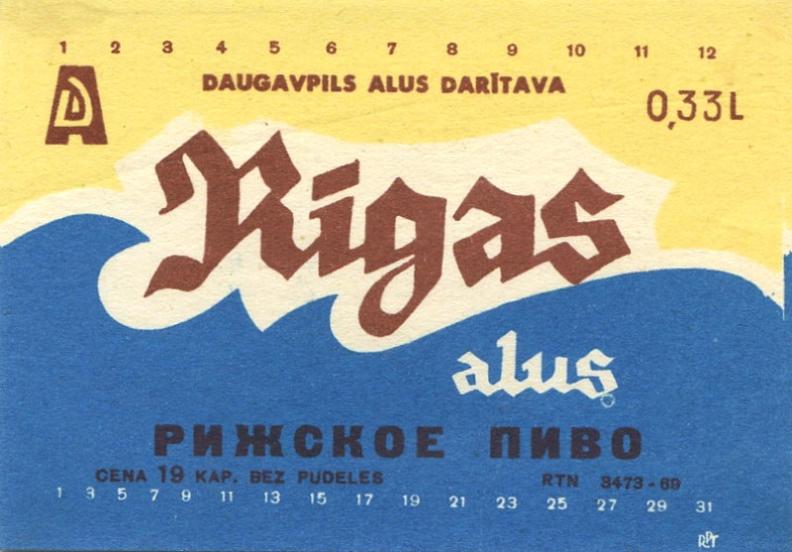 1 2 3 4 5 6 7 8 9 10 11 12
DAUGAVPILS ALUS DARĪTAVA
DA
0,33L
Rigas
alus
РИЖСКОЕ ПИВО
CENA 19 KAP. BEZ PUDELES RTN 3473-69
1 3 5 7 9 11 13 15 17 19 21 23 25 27 29 31